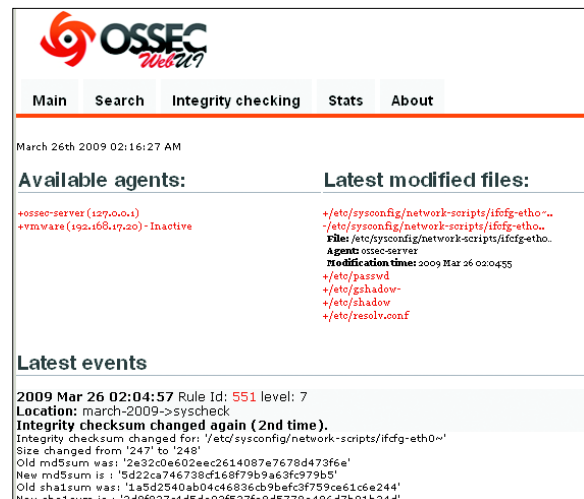 OSSEC
WebUI
Main Search Integrity checking Stats About
March 26th 2009 02:16:27 AM
Available agents:
+ossec-server (127.0.0.1)
+vmware (192.168.17.20) - Inactive
Latest modified files:
+/etc/sysconfig/network-scripts/ifcfg-eth0~..
-/etc/sysconfig/network-scripts/ifcfg-eth0..
File: /etc/sysconfig/network-scripts/ifcfg-eth0..
Agent: ossec-server
Modification time: 2009 Mar 26 02:04:55
+/etc/passwd
+/etc/gshadow-
+/etc/shadow
+/etc/resolv.conf
Latest events
2009 Mar 26 02:04:57 Rule Id: 551 level: 7
Location: march-2009->syscheck
Integrity checksum changed again (2nd time).
Integrity checksum changed for: '/etc/sysconfig/network-scripts/ifcfg-eth0~'
Size changed from '247' to '248'
Old md5sum was: '2e32c0e602eec2614087e7678d473f6e'
New md5sum is : '5d22ca746738cf168f79b9a63fc979b5'
Old sha1sum was: '1a5d2540ab04c46836cb9befc3f759ce61c6e244'
New sha1sum is :